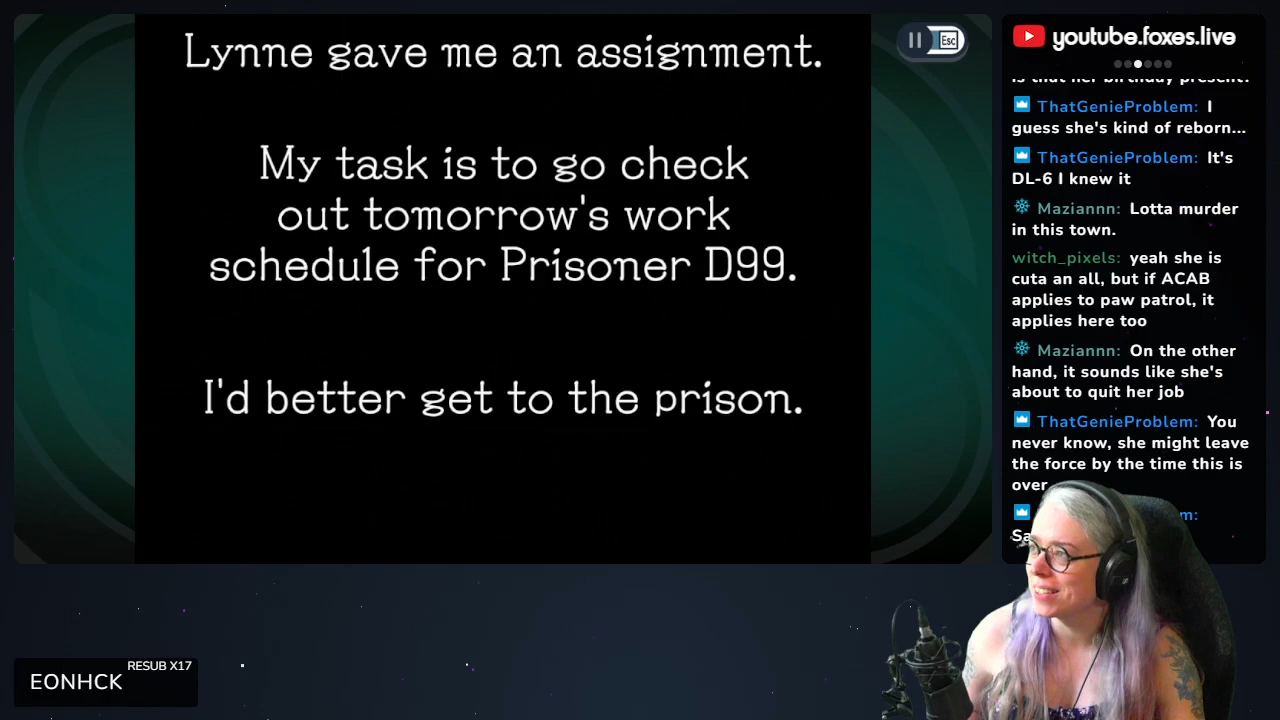 Lynne gave me an assignment.
My task is to go check
out tomorrow's work
schedule for Prisoner D99.
I'd better get to the prison.
Esc
youtube.foxes.live
is that her birthday present?
ThatGenieProblem: I
guess she's kind of reborn...
ThatGenieProblem: It's
DL-6 I knew it
Maziannn: Lotta murder
in this town.
witch_pixels: yeah she is
cuta an all, but if ACAB
applies to paw patrol, it
applies here too
Maziannn: On the other
hand, it sounds like she's
about to quit her job
ThatGenieProblem: You
never know, she might leave
the force by the time this is
over
RESUB X17
EONHCK